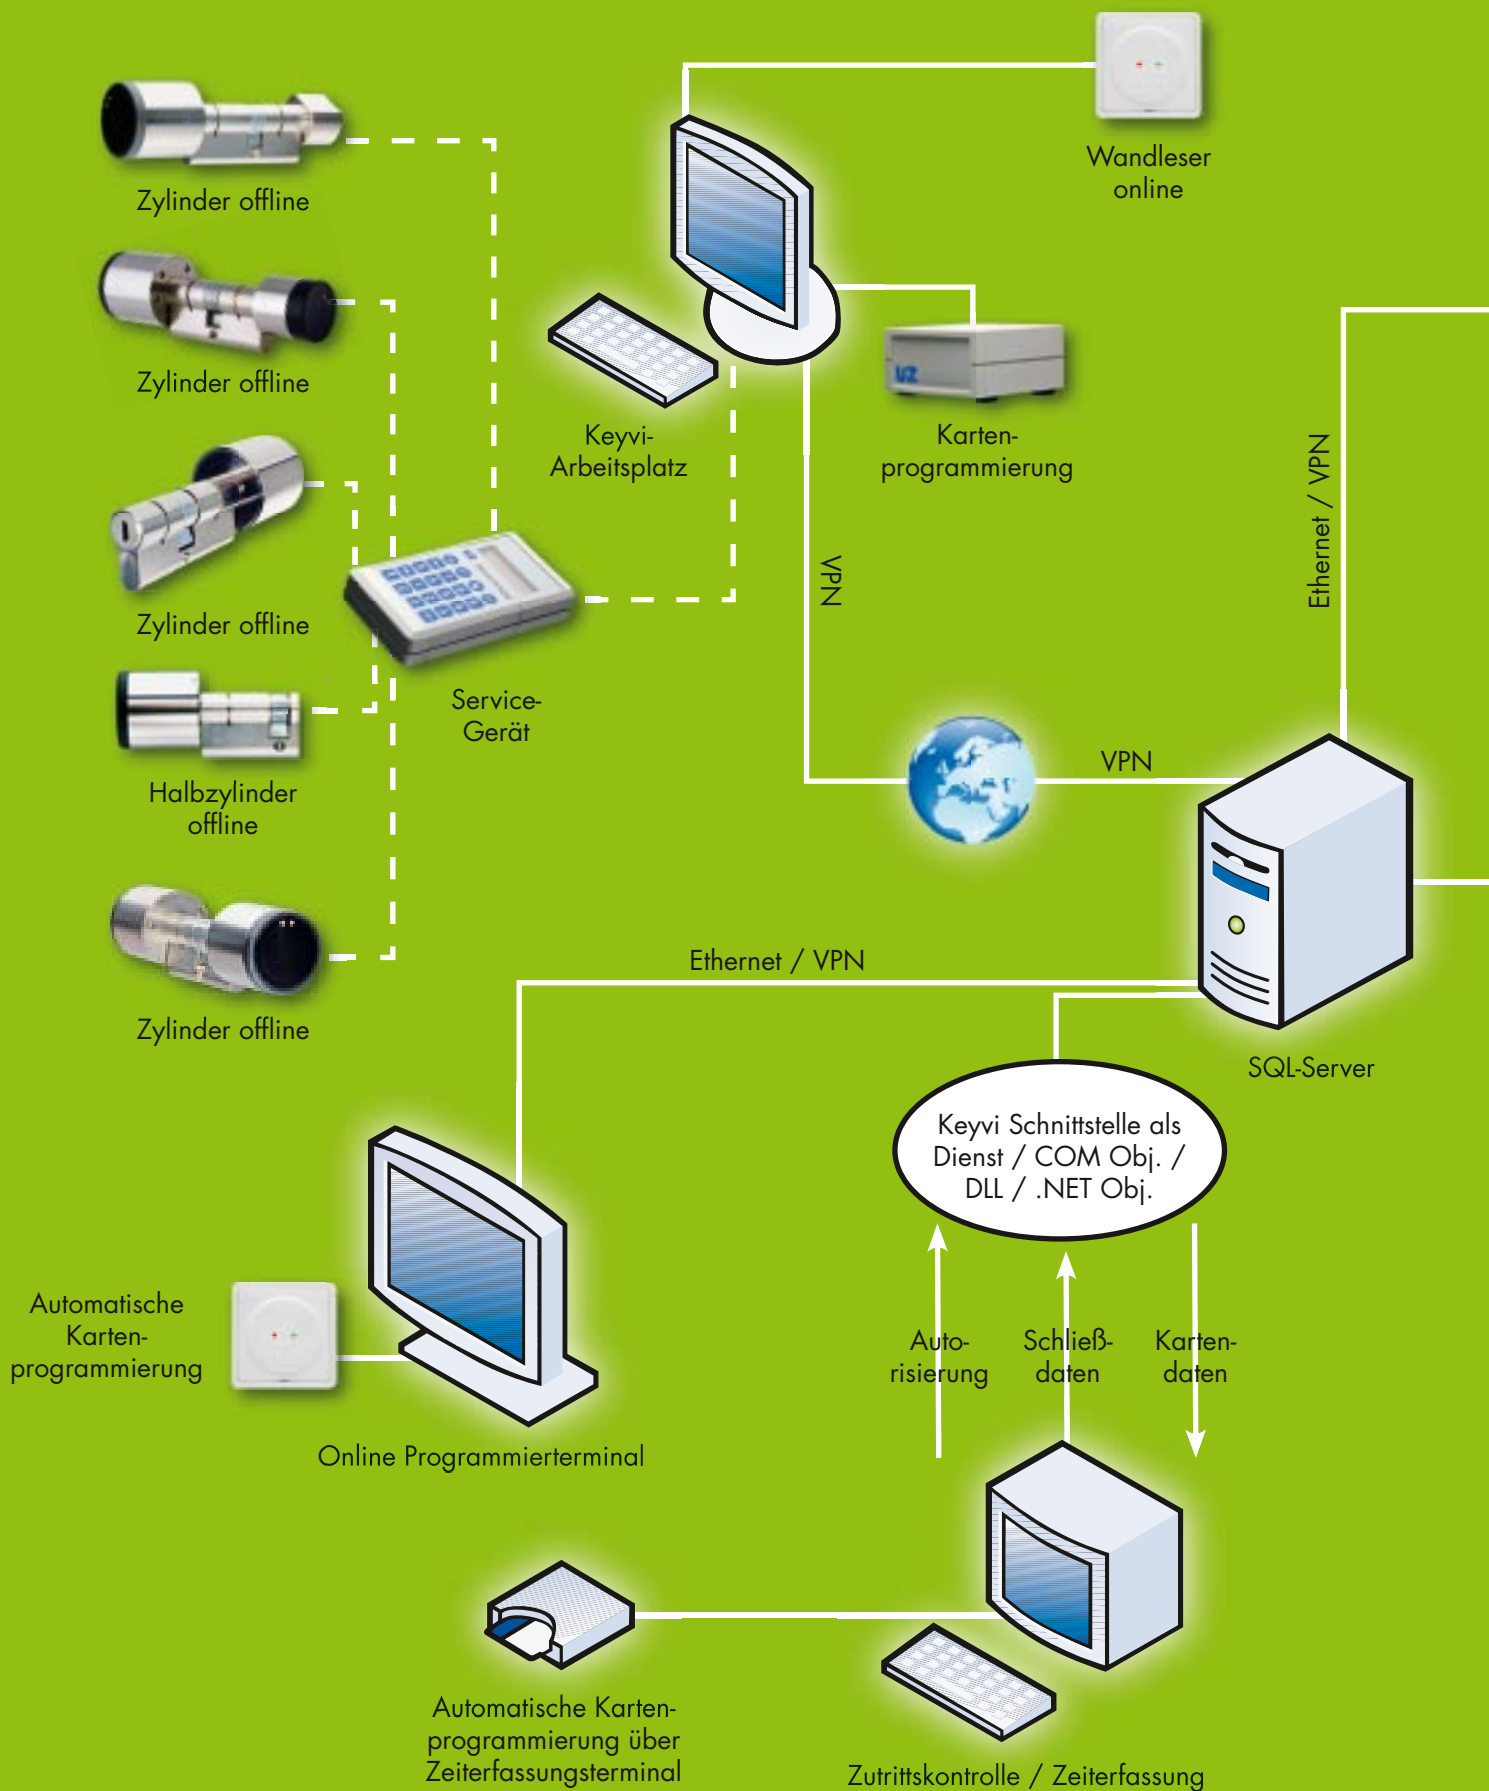 Wandleser
online
Zylinder offline
Zylinder offline
UZ
Keyvi-
Arbeitsplatz
Karten-
programmierung
Ethernet / VPN
VPN
Zylinder offline
Service-
Gerät
VPN
Halbzylinder
offline
Ethernet / VPN
Zylinder offline
SQL-Server
Keyvi Schnittstelle als
Dienst / COM Obj. /
DLL / .NET Obj.
Automatische
Karten-
programmierung
Auto-
risierung
Schließ-
daten
Karten-
daten
Online Programmierterminal
Automatische Karten-
programmierung über
Zeiterfassungsterminal
Zutrittskontrolle / Zeiterfassung